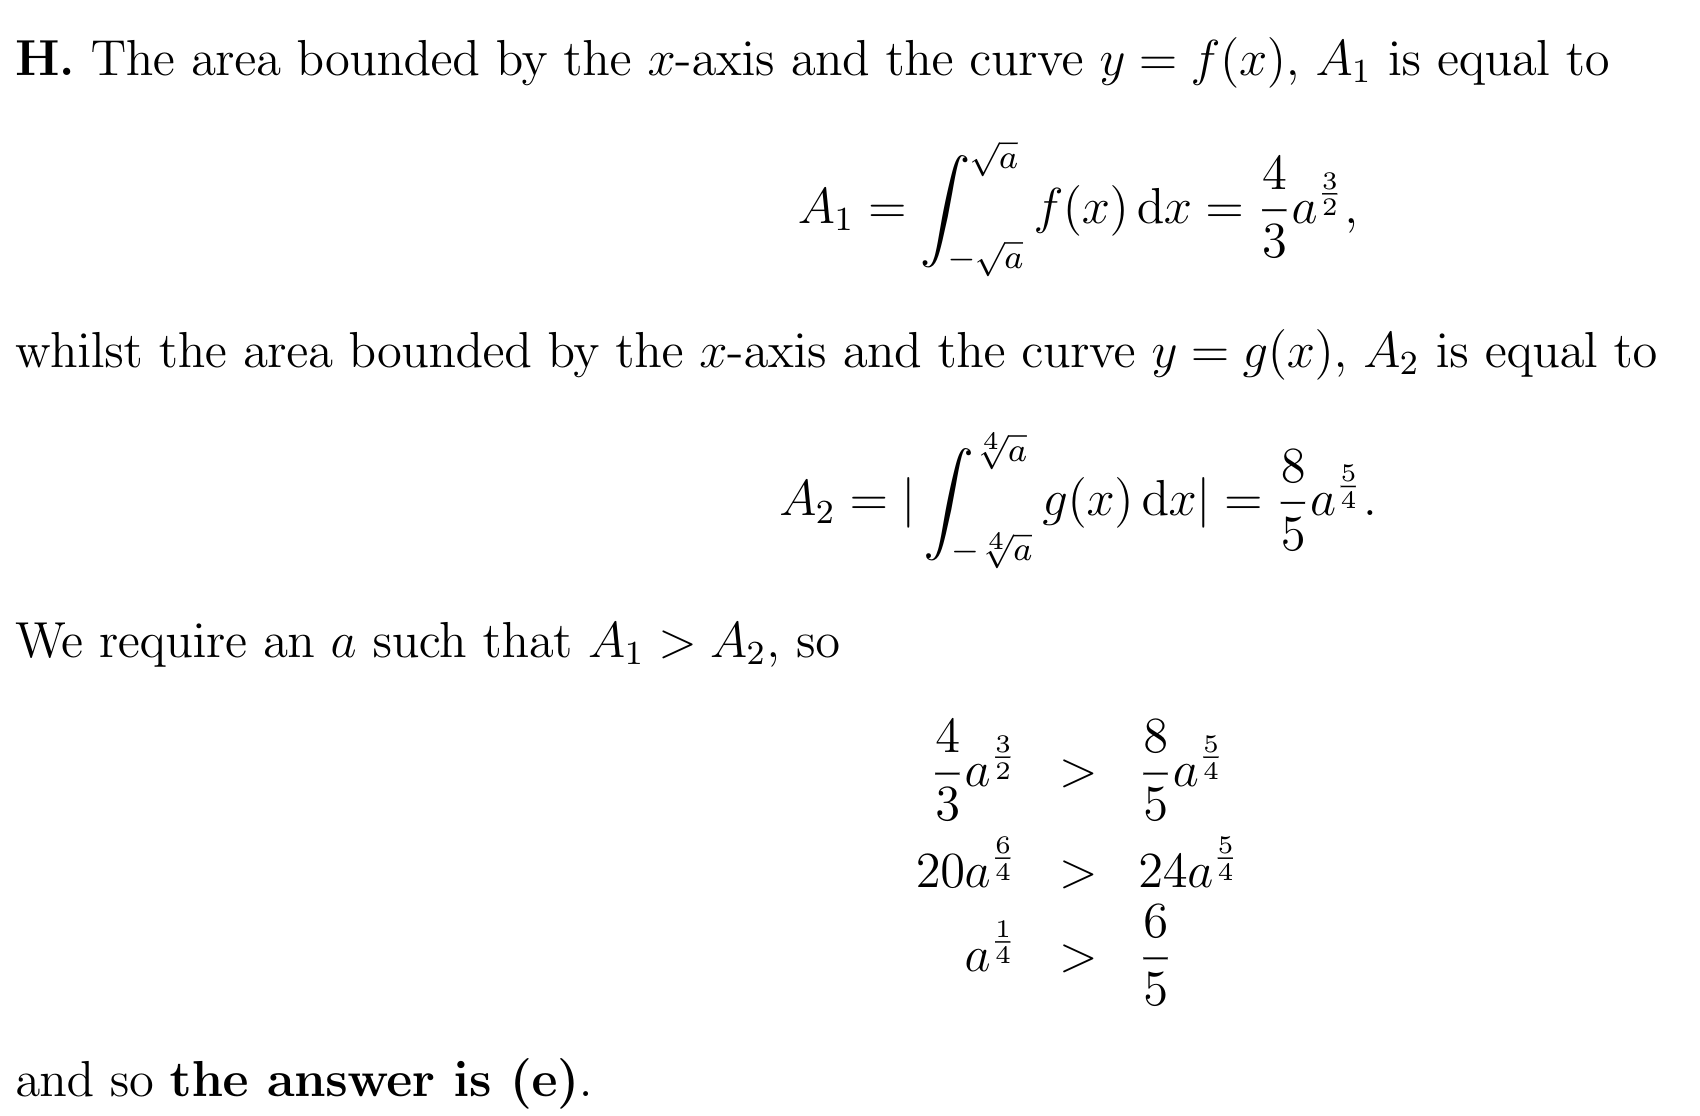 **H.** The area bounded by the $x$-axis and the curve $y = f(x)$, $A_1$ is equal to
$$A_1 = \int_{-\sqrt{a}}^{\sqrt{a}} f(x)\,\mathrm{d}x = \frac{4}{3}a^{\frac{3}{2}},$$
whilst the area bounded by the $x$-axis and the curve $y = g(x)$, $A_2$ is equal to
$$A_2 = |\int_{-\sqrt[4]{a}}^{\sqrt[4]{a}} g(x)\,\mathrm{d}x| = \frac{8}{5}a^{\frac{5}{4}}.$$
We require an $a$ such that $A_1 > A_2$, so
$$\frac{4}{3}a^{\frac{3}{2}} > \frac{8}{5}a^{\frac{5}{4}}$$
$$20a^{\frac{6}{4}} > 24a^{\frac{5}{4}}$$
$$a^{\frac{1}{4}} > \frac{6}{5}$$
and so **the answer is (e)**.